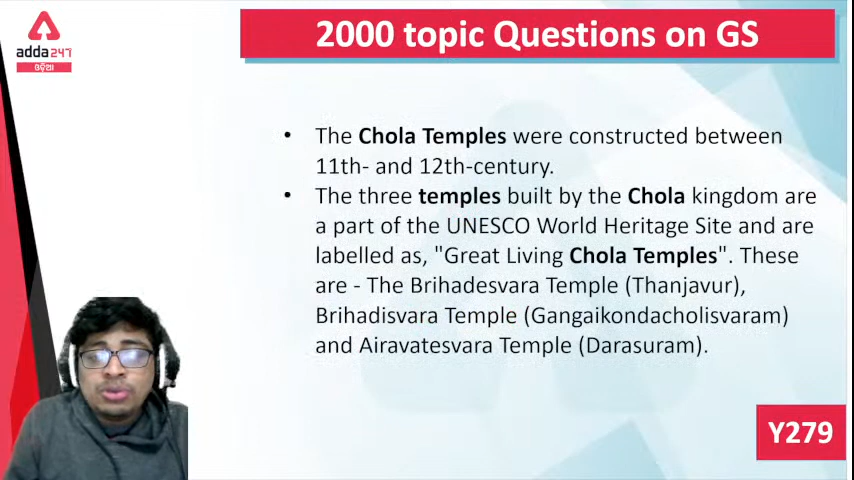 adda247
ଓଡ଼ିଆ
2000 topic Questions on GS
• The Chola Temples were constructed between
11th- and 12th-century.
• The three temples built by the Chola kingdom are
a part of the UNESCO World Heritage Site and are
labelled as, "Great Living Chola Temples". These
are - The Brihadesvara Temple (Thanjavur),
Brihadisvara Temple (Gangaikondacholisvaram)
and Airavatesvara Temple (Darasuram).
Y279